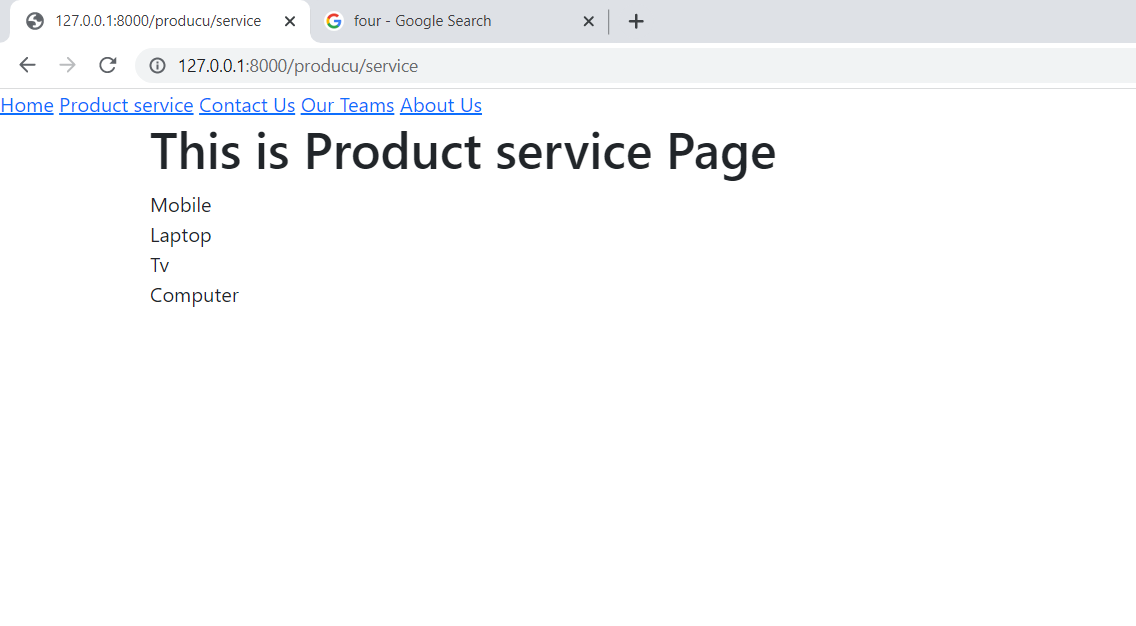 127.0.0.1:8000/producu/service four - Google Search
127.0.0.1:8000/producu/service
Home Product service Contact Us Our Teams About Us
This is Product service Page
Mobile
Laptop
Tv
Computer